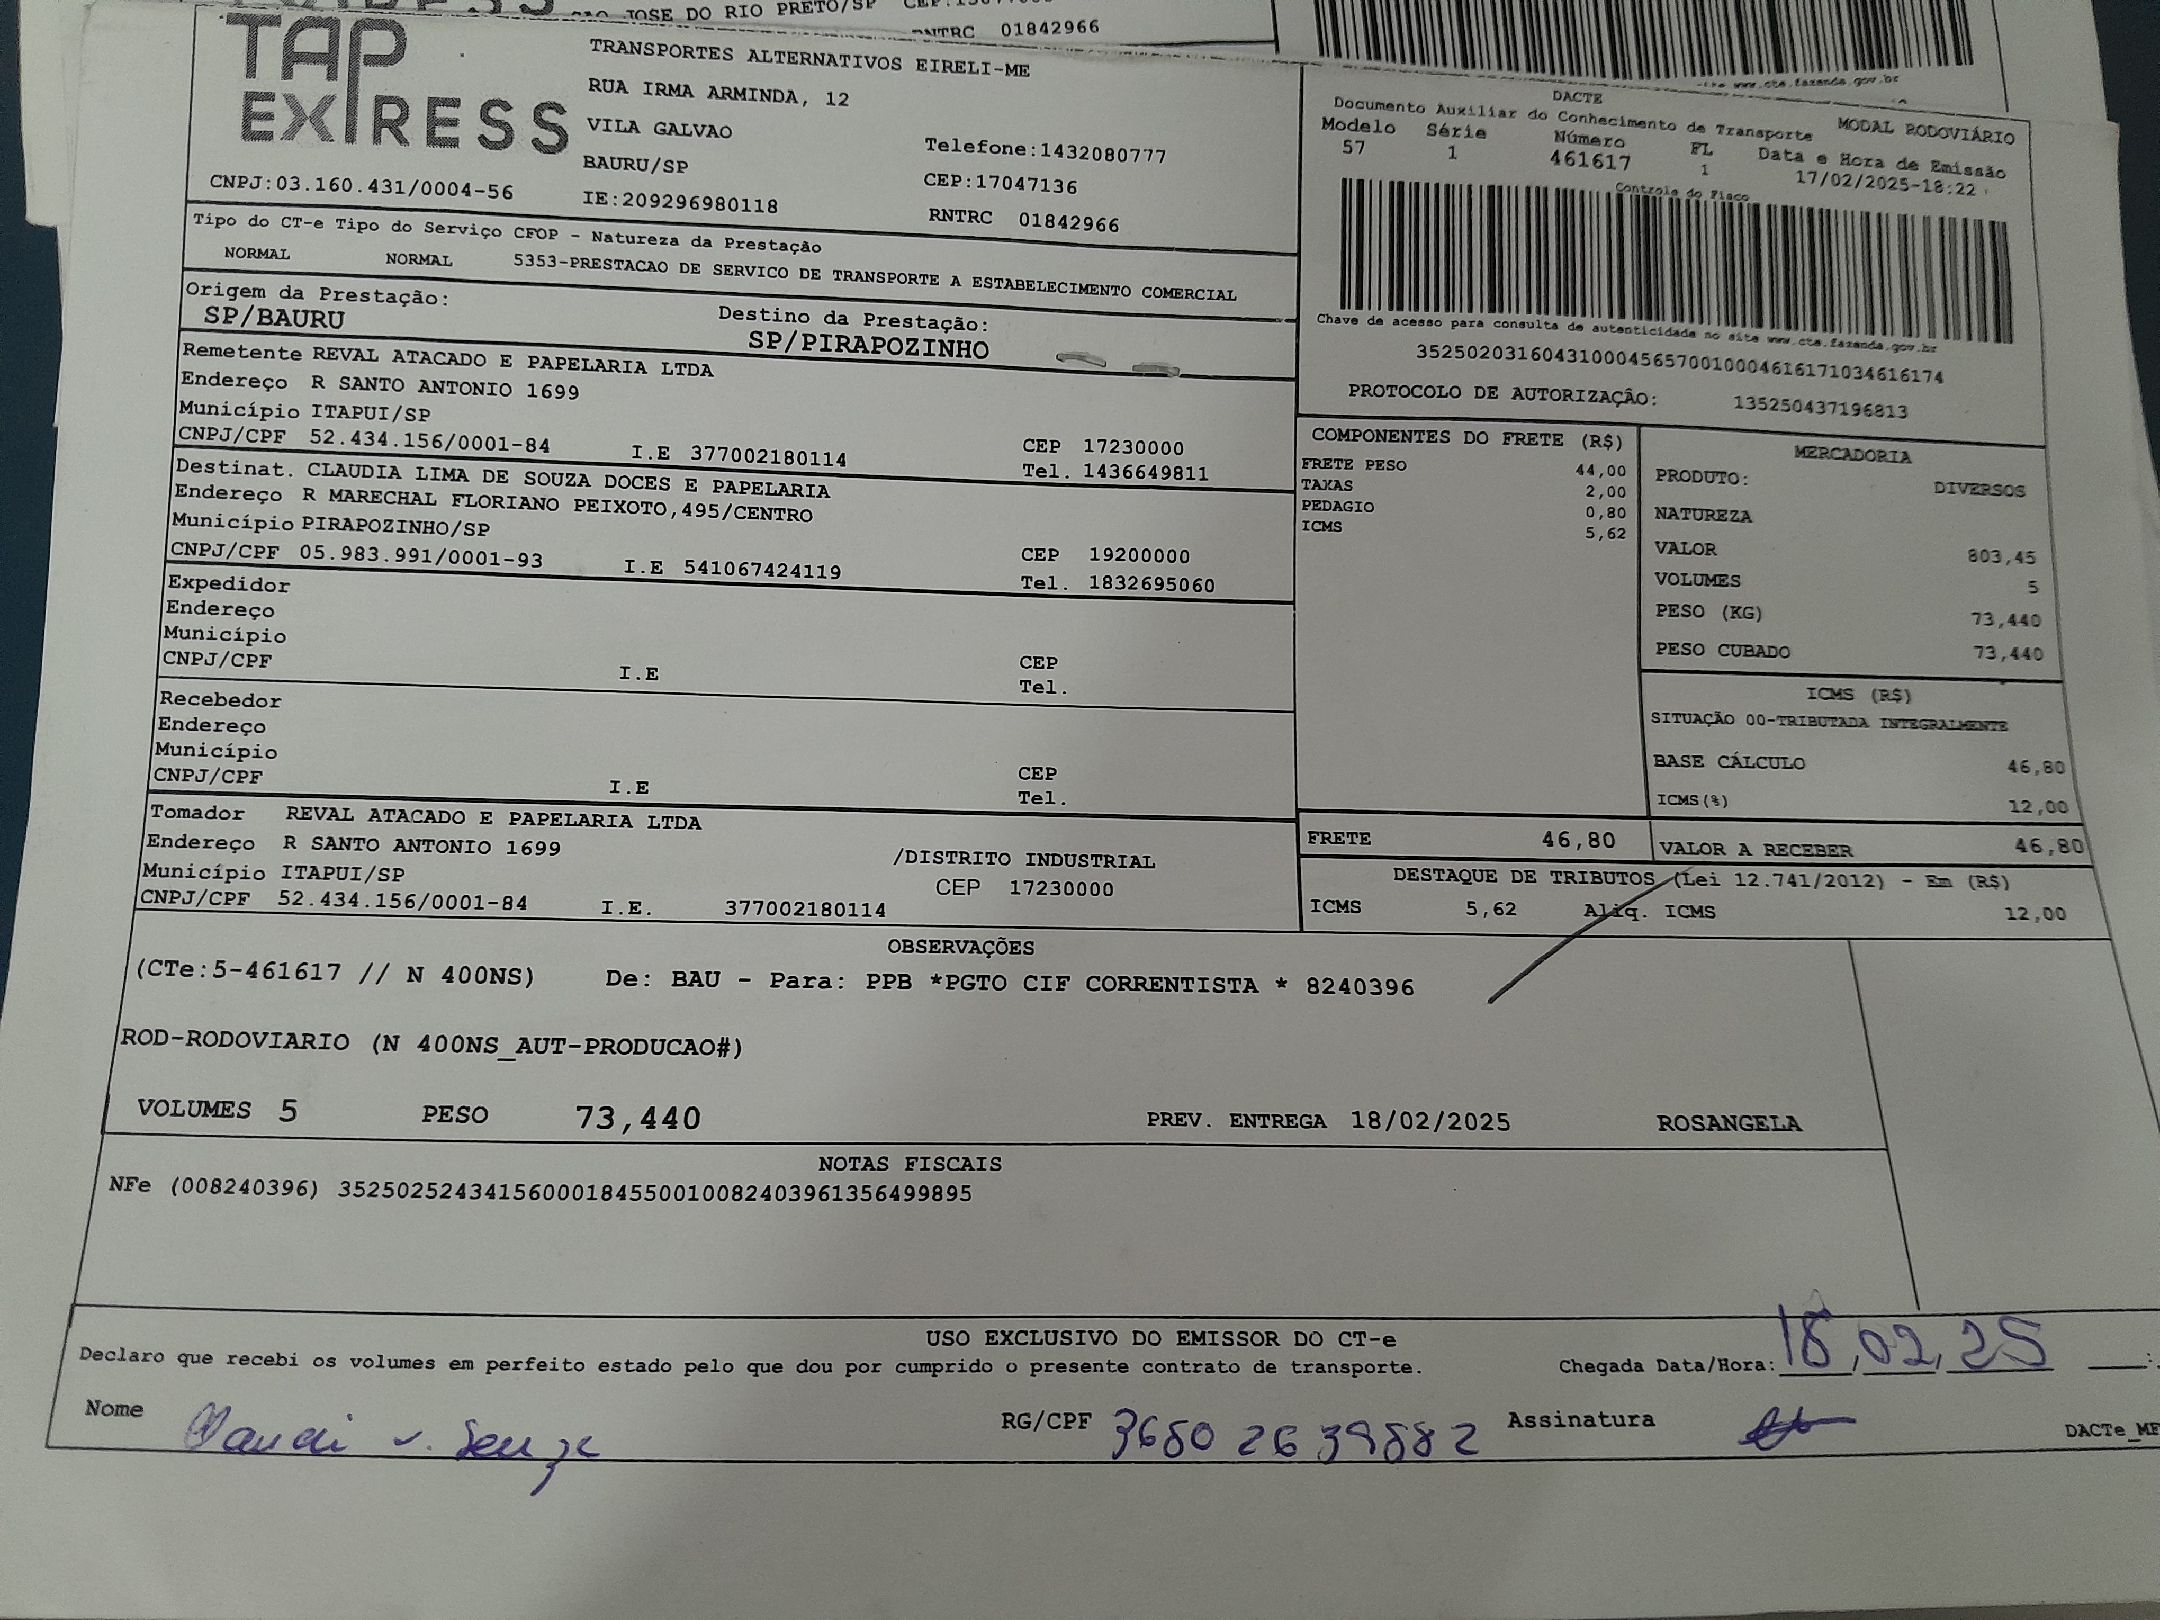 JOSE DO RIO PRETO/SP
RNTRC 01842966
www.cte.fazenda.gov.br
TAP EXPRESS
TRANSPORTES ALTERNATIVOS EIRELI-ME
RUA IRMA ARMINDA, 12
VILA GALVAO
Telefone:1432080777
BAURU/SP
CEP:17047136
CNPJ:03.160.431/0004-56
IE:209296980118
RNTRC 01842966
DACTE
Documento Auxiliar do Conhecimento de Transporte
MODAL RODOVIÁRIO
Modelo Série Número FL Data e Hora de Emissão
57 1 461617 1 17/02/2025-18:22
Controle do Fisco
Chave de acesso para consulta de autenticidade no site www.cte.fazenda.gov.br
35250203160431000456570010004616171034616174
PROTOCOLO DE AUTORIZAÇÃO: 135250437196813
Tipo do CT-e Tipo do Serviço CFOP - Natureza da Prestação
NORMAL NORMAL 5353-PRESTACAO DE SERVICO DE TRANSPORTE A ESTABELECIMENTO COMERCIAL
Origem da Prestação: Destino da Prestação:
SP/BAURU SP/PIRAPOZINHO
Remetente REVAL ATACADO E PAPELARIA LTDA
Endereço R SANTO ANTONIO 1699
Município ITAPUI/SP CEP 17230000
CNPJ/CPF 52.434.156/0001-84 I.E 377002180114 Tel. 1436649811
Destinat. CLAUDIA LIMA DE SOUZA DOCES E PAPELARIA
Endereço R MARECHAL FLORIANO PEIXOTO,495/CENTRO
Município PIRAPOZINHO/SP CEP 19200000
CNPJ/CPF 05.983.991/0001-93 I.E 541067424119 Tel. 1832695060
Expedidor
Endereço
Município CEP
CNPJ/CPF I.E Tel.
Recebedor
Endereço
Município CEP
CNPJ/CPF I.E Tel.
Tomador REVAL ATACADO E PAPELARIA LTDA
Endereço R SANTO ANTONIO 1699 /DISTRITO INDUSTRIAL
Município ITAPUI/SP CEP 17230000
CNPJ/CPF 52.434.156/0001-84 I.E. 377002180114
COMPONENTES DO FRETE (R$)
FRETE PESO 44,00
TAXAS 2,00
PEDAGIO 0,80
ICMS 5,62
MERCADORIA
PRODUTO: DIVERSOS
NATUREZA
VALOR 803,45
VOLUMES 5
PESO (KG) 73,440
PESO CUBADO 73,440
ICMS (R$)
SITUAÇÃO 00-TRIBUTADA INTEGRALMENTE
BASE CÁLCULO 46,80
ICMS(%) 12,00
FRETE 46,80 VALOR A RECEBER 46,80
DESTAQUE DE TRIBUTOS (Lei 12.741/2012) - Em (R$)
ICMS 5,62 Aliq. ICMS 12,00
OBSERVAÇÕES
(CTe:5-461617 // N 400NS) De: BAU - Para: PPB *PGTO CIF CORRENTISTA * 8240396
ROD-RODOVIARIO (N 400NS_AUT-PRODUCAO#)
VOLUMES 5 PESO 73,440 PREV. ENTREGA 18/02/2025 ROSANGELA
NOTAS FISCAIS
NFe (008240396) 35250252434156000184550010082403961356499895
USO EXCLUSIVO DO EMISSOR DO CT-e
Declaro que recebi os volumes em perfeito estado pelo que dou por cumprido o presente contrato de transporte. Chegada Data/Hora: 18,02,25
Nome RG/CPF Assinatura
DACTe_ME